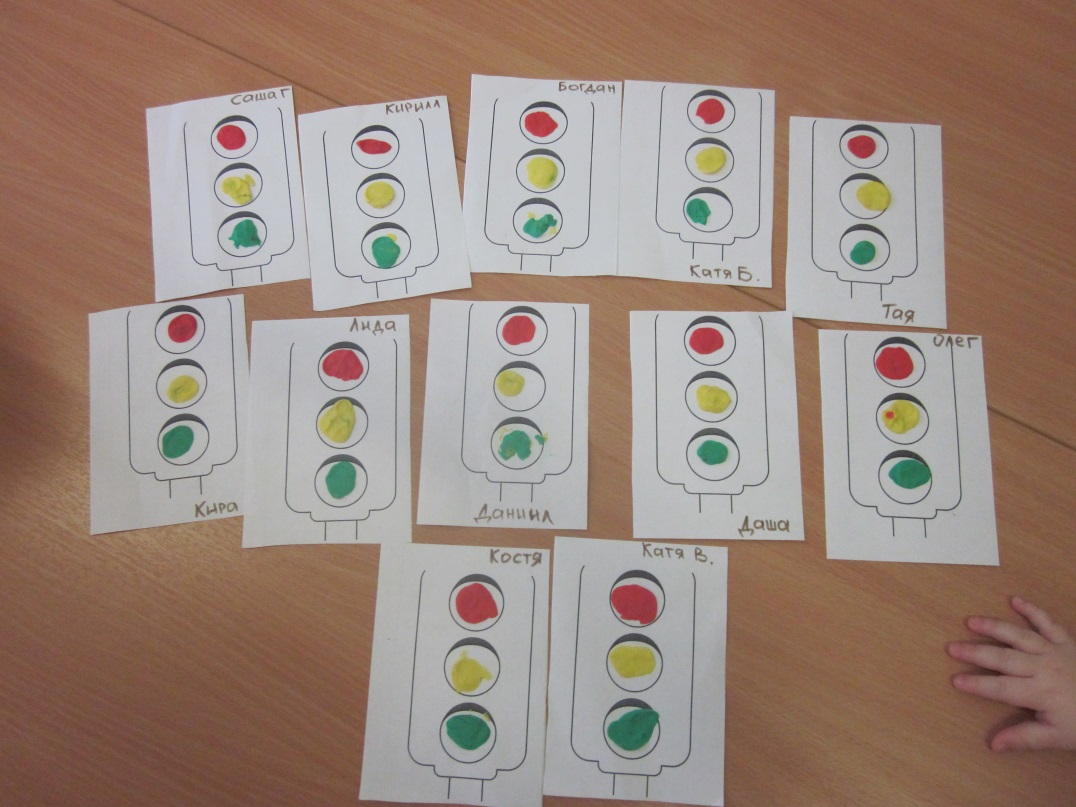 Саша Г
Кирилл
Богдан
Катя Б.
Тая
Кира
Лида
Даниил
Даша
Олег
Костя
Катя В.